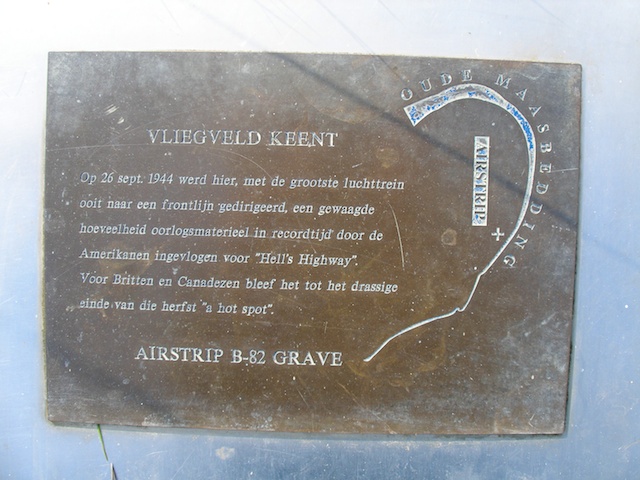 VLIEGVELD KEENT
Op 26 sept. 1944 werd hier, met de grootste luchttrein
ooit naar een frontlijn gedirigeerd, een gewaagde
hoeveelheid oorlogsmaterieel in recordtijd door de
Amerikanen ingevlogen voor "Hell's Highway".
Voor Britten en Canadezen bleef het tot het drassige
einde van die herfst "a hot spot".
AIRSTRIP B-82 GRAVE
OUDE MAASBEDDING
AIRSTRIP